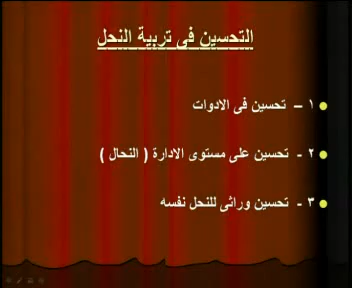 التحسين فى تربية النحل
١ – تحسين فى الادوات
٢ - تحسين على مستوى الادارة ( النحال )
٣ - تحسين وراثى للنحل نفسه